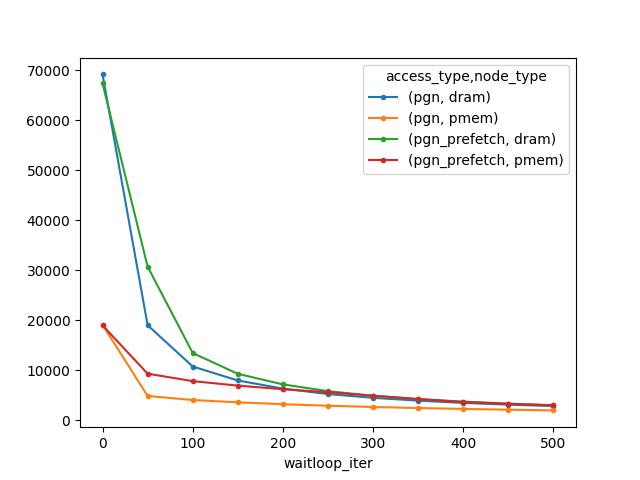 70000
60000
50000
40000
30000
20000
10000
0
access_type,node_type
(pgn, dram)
(pgn, pmem)
(pgn_prefetch, dram)
(pgn_prefetch, pmem)
0 100 200 300 400 500
waitloop_iter